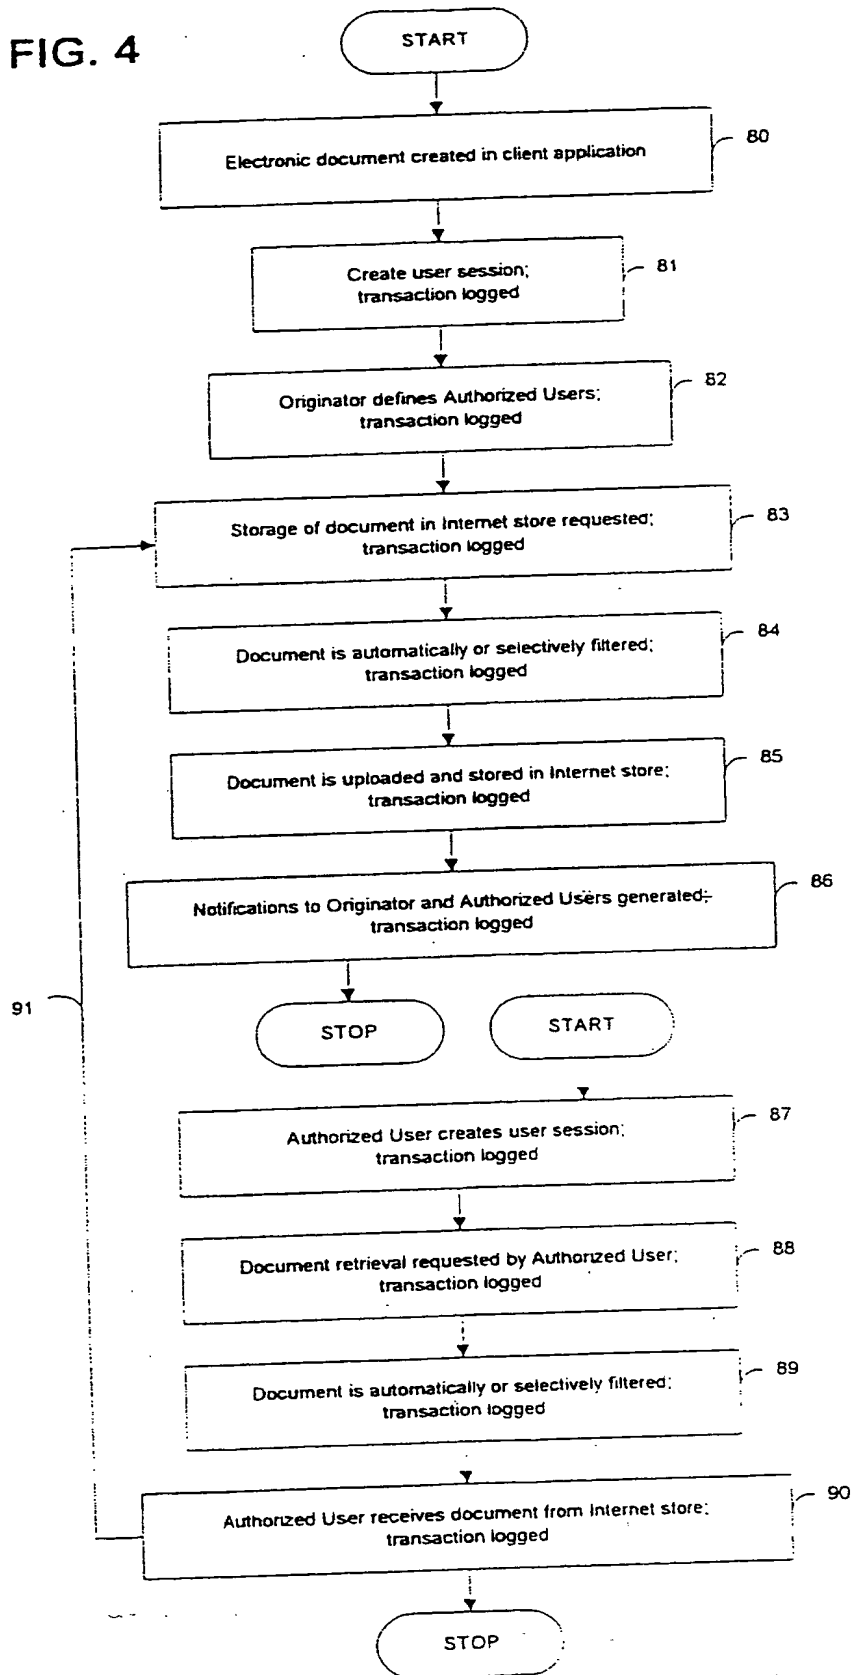 FIG. 4
START
Electronic document created in client application
80
Create user session;
transaction logged
81
Originator defines Authorized Users;
transaction logged
82
Storage of document in Internet store requested;
transaction logged
83
Document is automatically or selectively filtered;
transaction logged
84
Document is uploaded and stored in Internet store;
transaction logged
85
Notifications to Originator and Authorized Users generated;
transaction logged
86
91
STOP
START
Authorized User creates user session;
transaction logged
87
Document retrieval requested by Authorized User;
transaction logged
88
Document is automatically or selectively filtered;
transaction logged
89
Authorized User receives document from Internet store;
transaction logged
90
STOP